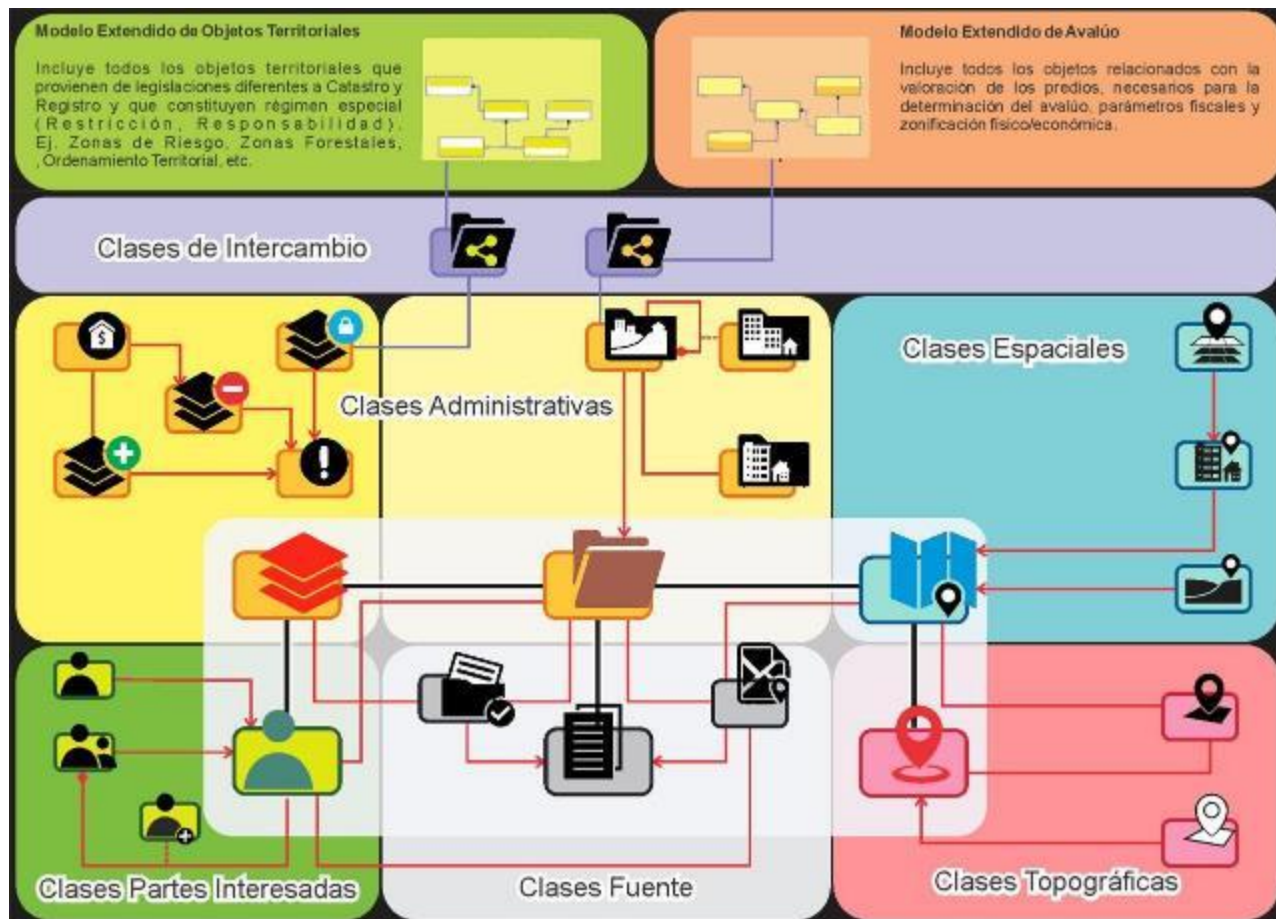 Modelo Extendido de Objetos Territoriales
Incluye todos los objetos territoriales que
provienen de legislaciones diferentes a Catastro y
Registro y que constituyen régimen especial
(Restricción, Responsabilidad).
Ej. Zonas de Riesgo, Zonas Forestales,
, Ordenamiento Territorial, etc.
Modelo Extendido de Avalúo
Incluye todos los objetos relacionados con la
valoración de los predios, necesarios para la
determinación del avalúo, parámetros fiscales y
zonificación físico/económica.
Clases de Intercambio
Clases Administrativas
Clases Espaciales
Clases Partes Interesadas
Clases Fuente
Clases Topográficas